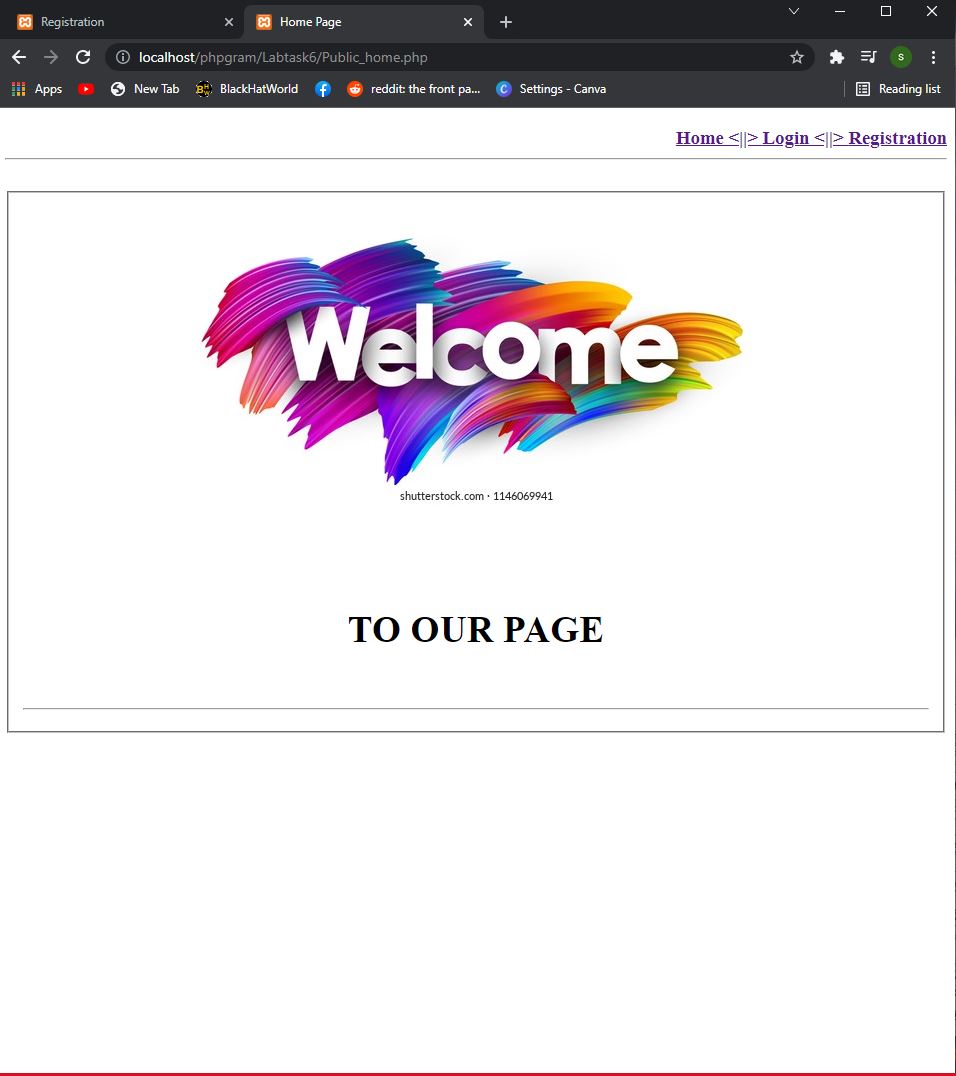 Registration
Home Page
localhost/phpgram/Labtask6/Public_home.php
S
Apps
New Tab
BHW
BlackHatWorld
reddit: the front pa...
C
Settings - Canva
Reading list
Home <||> Login <||> Registration
Welcome
shutterstock.com · 1146069941
TO OUR PAGE